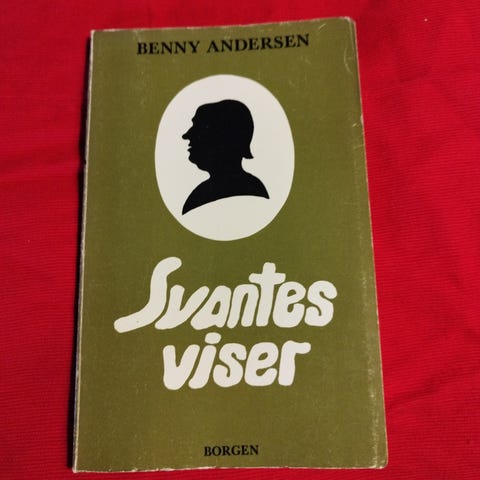 BENNY ANDERSEN
Svantes
viser
BORGEN